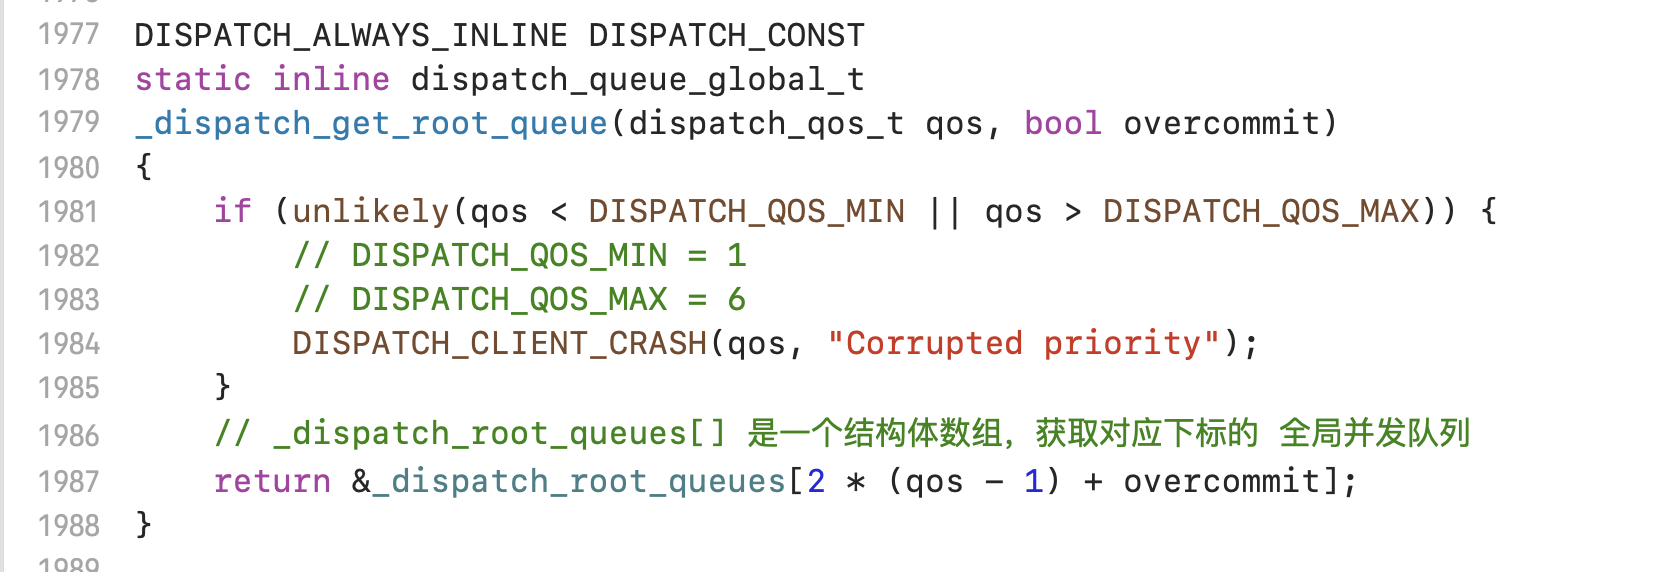 1977 DISPATCH_ALWAYS_INLINE DISPATCH_CONST
1978 static inline dispatch_queue_global_t
1979 _dispatch_get_root_queue(dispatch_qos_t qos, bool overcommit)
1980 {
1981     if (unlikely(qos < DISPATCH_QOS_MIN || qos > DISPATCH_QOS_MAX)) {
1982         // DISPATCH_QOS_MIN = 1
1983         // DISPATCH_QOS_MAX = 6
1984         DISPATCH_CLIENT_CRASH(qos, "Corrupted priority");
1985     }
1986     // _dispatch_root_queues[] 是一个结构体数组，获取对应下标的 全局并发队列
1987     return &_dispatch_root_queues[2 * (qos − 1) + overcommit];
1988 }
1989